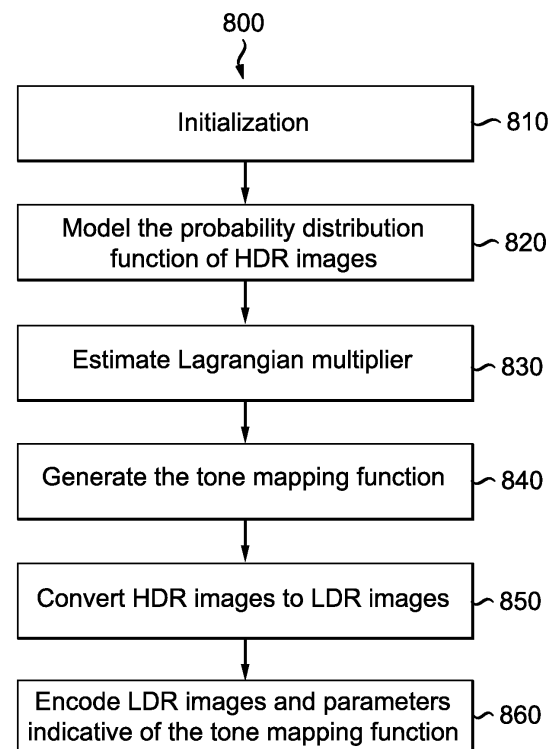 800
Initialization
810
Model the probability distribution
function of HDR images
820
Estimate Lagrangian multiplier
830
Generate the tone mapping function
840
Convert HDR images to LDR images
850
Encode LDR images and parameters
indicative of the tone mapping function
860